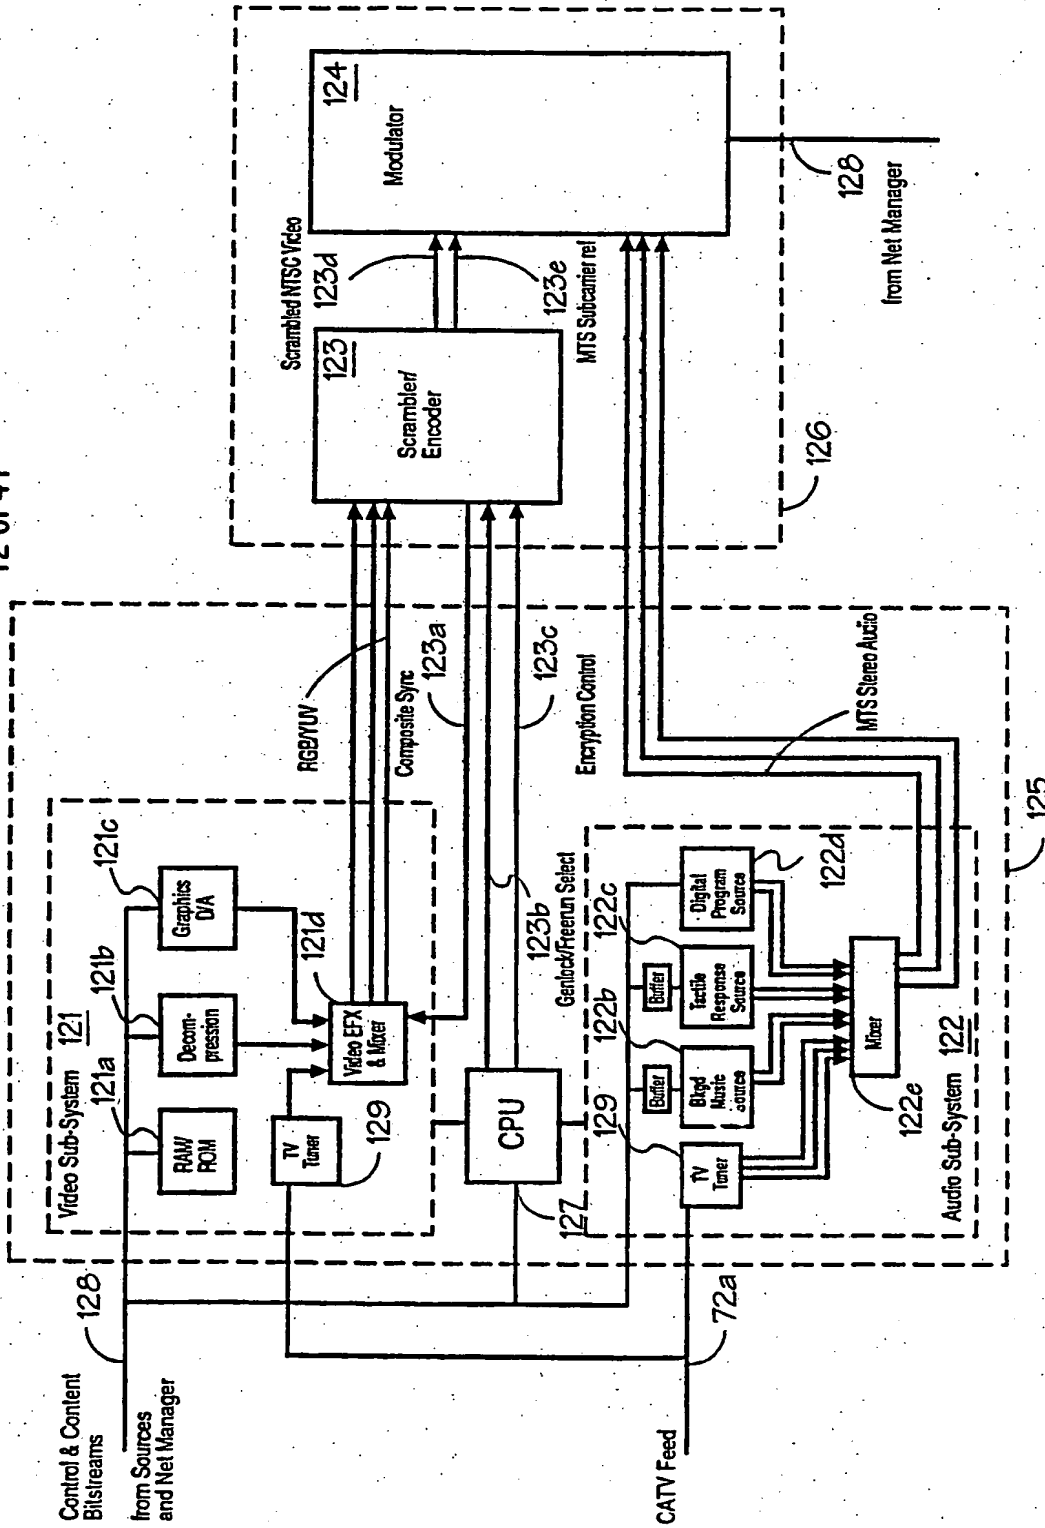 12 of 41
Control & Content
Bitstreams
128
from Sources
and Net Manager
CATV Feed
72a
Video Sub-System 121
121a
121b
121c
RAM/
ROM
Decom-
pression
Graphics
D/A
121d
TV
Tuner
129
Video EFX
& Mixer
RGB/YUV
Composite Sync
123a
CPU
127
Genlock/Freerun Select
123b
Encryption Control
123c
129
122b
122c
Buffer
Buffer
TV
Tuner
Bkgd
Music
Source
Tactile
Response
Source
Digital
Program
Source
122d
Mixer
122e
Audio Sub-System 122
MTS Stereo Audio
125
Scrambled NTSC Video
123
Scrambler/
Encoder
123d
123e
MTS Subcarrier ref
124
Modulator
126
128
from Net Manager